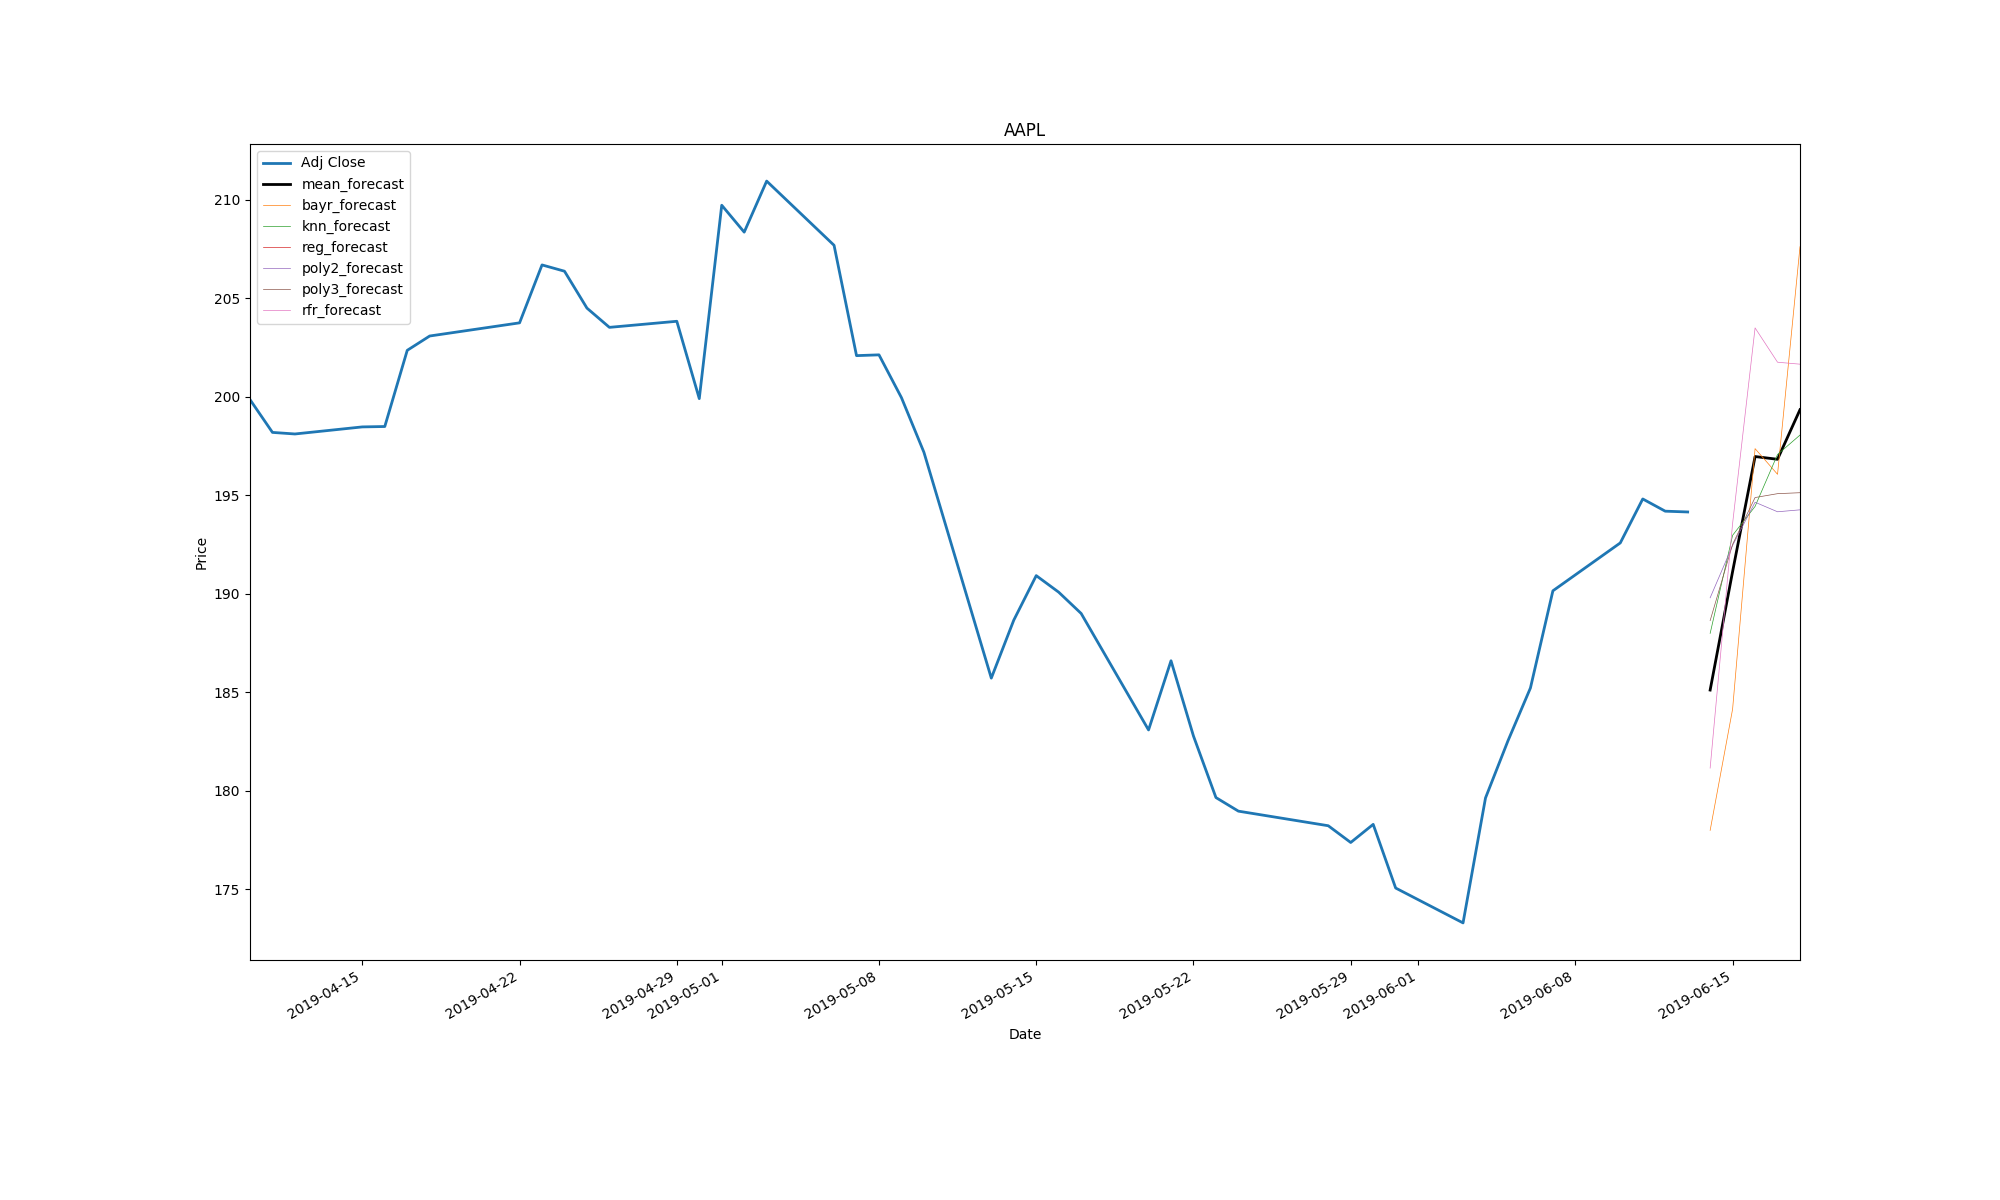 AAPL
Adj Close
mean_forecast
bayr_forecast
knn_forecast
reg_forecast
poly2_forecast
poly3_forecast
rfr_forecast
210
205
200
195
190
185
180
175
Price
2019-04-15
2019-04-22
2019-04-29
2019-05-01
2019-05-08
2019-05-15
2019-05-22
2019-05-29
2019-06-01
2019-06-08
2019-06-15
Date